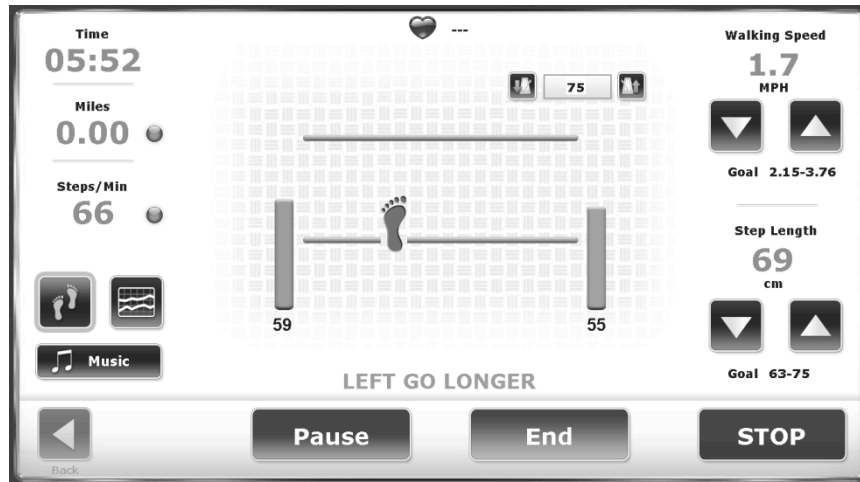 ---
Time
05:52
Miles
0.00
Steps/Min
66
Music
75
59
55
LEFT GO LONGER
Walking Speed
1.7
MPH
Goal 2.15-3.76
Step Length
69
cm
Goal 63-75
Back
Pause
End
STOP